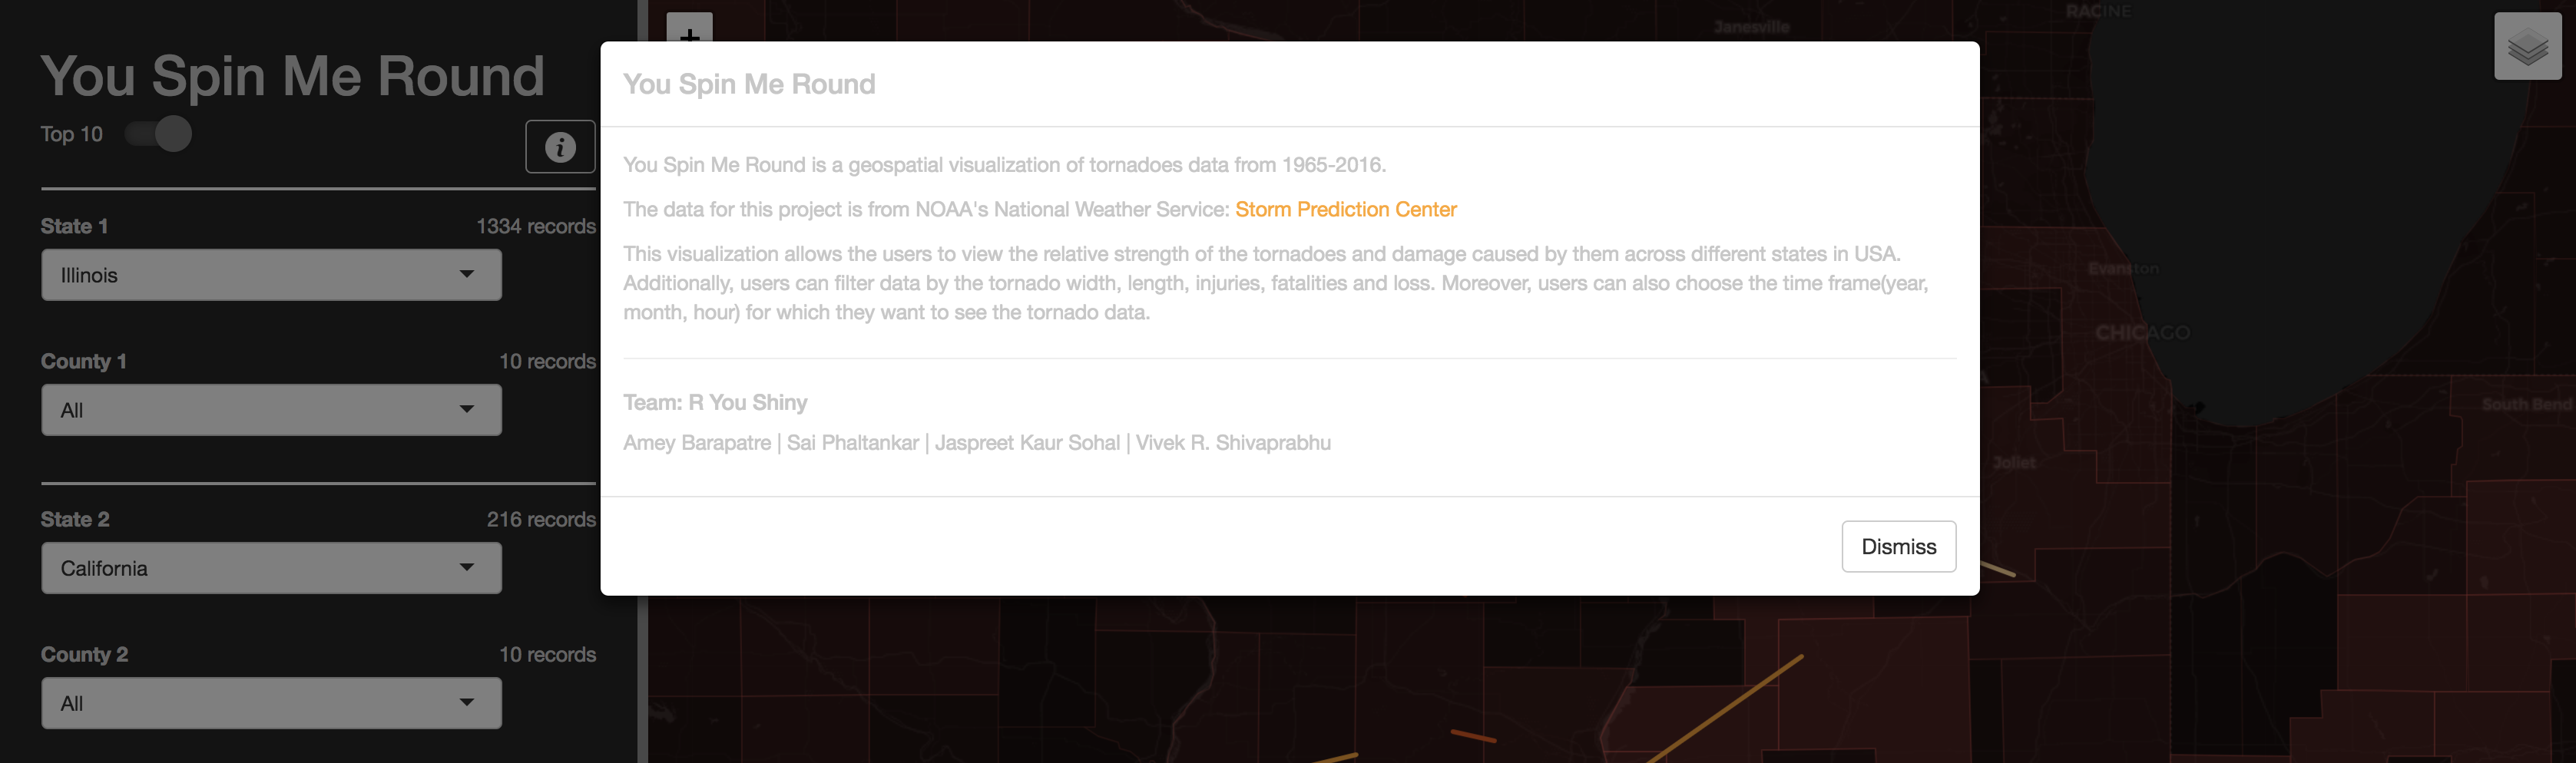 You Spin Me Round
Top 10
State 1 1334 records
Illinois
County 1 10 records
All
State 2 216 records
California
County 2 10 records
All
+
You Spin Me Round
You Spin Me Round is a geospatial visualization of tornadoes data from 1965-2016.
The data for this project is from NOAA's National Weather Service: Storm Prediction Center
This visualization allows the users to view the relative strength of the tornadoes and damage caused by them across different states in USA.
Additionally, users can filter data by the tornado width, length, injuries, fatalities and loss. Moreover, users can also choose the time frame(year,
month, hour) for which they want to see the tornado data.
Team: R You Shiny
Amey Barapatre | Sai Phaltankar | Jaspreet Kaur Sohal | Vivek R. Shivaprabhu
Dismiss
Janesville
RACINE
Evanston
CHICAGO
South Bend
Joliet